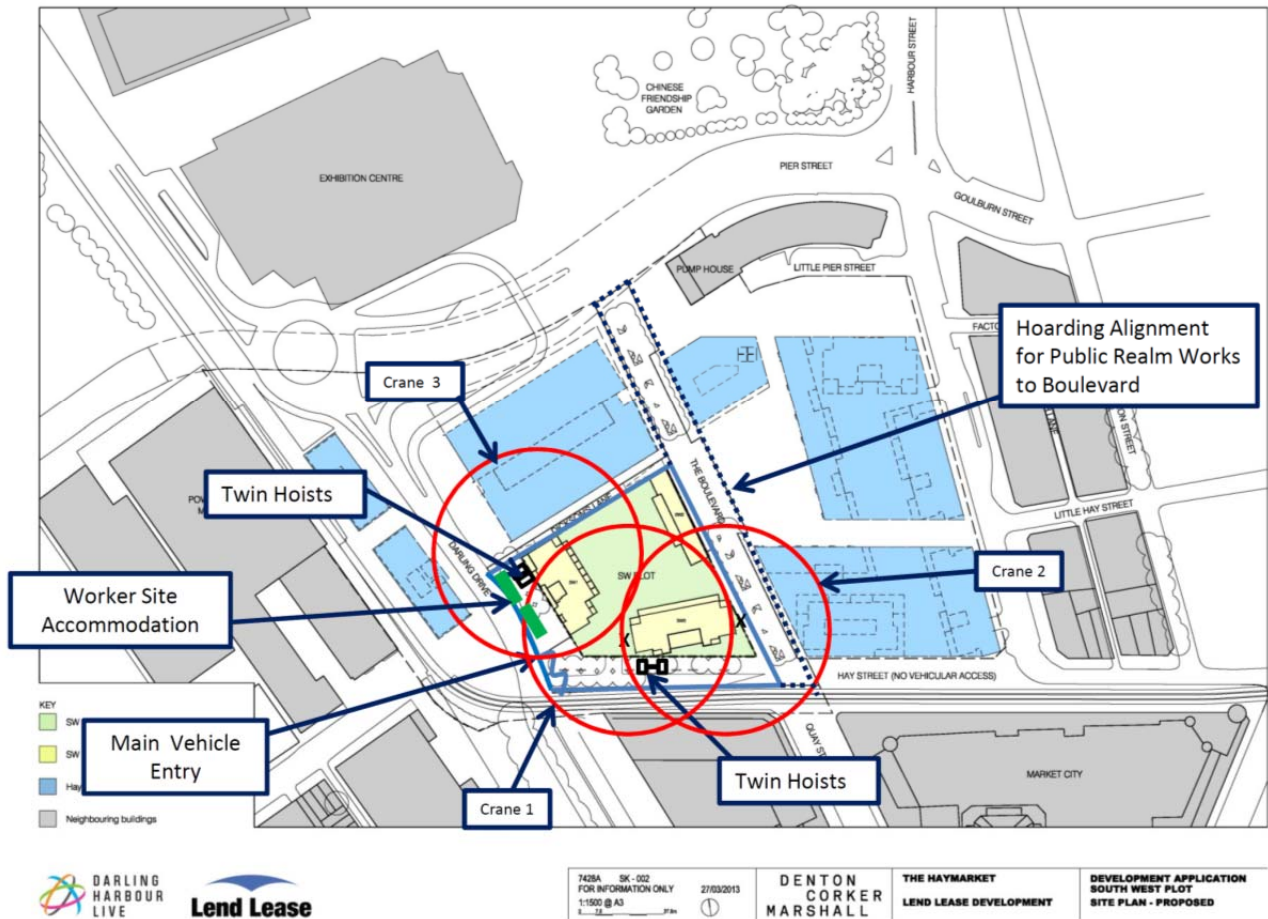 HARBOUR STREET
CHINESE
FRIENDSHIP
GARDEN
PIER STREET
EXHIBITION CENTRE
GOULBURN STREET
PUMP HOUSE
LITTLE PIER STREET
Hoarding Alignment
for Public Realm Works
to Boulevard
Crane 3
THE BOULEVARD
Twin Hoists
LITTLE HAY STREET
DARLING DRIVE
Worker Site
Accommodation
Crane 2
X
X
HAY STREET (NO VEHICULAR ACCESS)
KEY
SW
SW
Main Vehicle
Entry
Neighbouring buildings
Twin Hoists
MARKET CITY
Crane 1
DARLING
HARBOUR
LIVE
Lend Lease
7428A SK - 002
FOR INFORMATION ONLY 27/03/2013
1:1500 @ A3
DENTON
CORKER
MARSHALL
THE HAYMARKET
LEND LEASE DEVELOPMENT
DEVELOPMENT APPLICATION
SOUTH WEST PLOT
SITE PLAN - PROPOSED